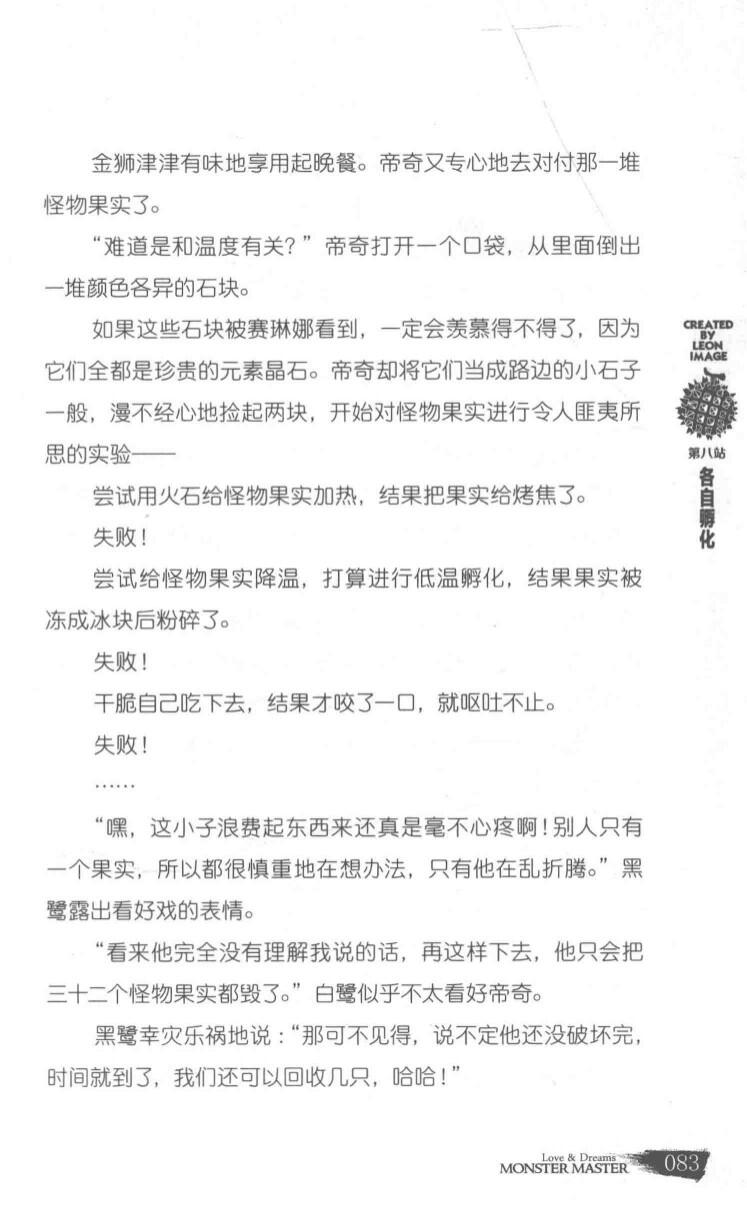 金狮津津有味地享用起晚餐。帝奇又专心地去对付那一堆
怪物果实了。
“难道是和温度有关？”帝奇打开一个口袋，从里面倒出
一堆颜色各异的石块。
如果这些石块被赛琳娜看到，一定会羡慕得不得了，因为
它们全都是珍贵的元素晶石。帝奇却将它们当成路边的小石子
一般，漫不经心地捡起两块，开始对怪物果实进行令人匪夷所
思的实验——
尝试用火石给怪物果实加热，结果把果实给烤焦了。
失败！
尝试给怪物果实降温，打算进行低温孵化，结果果实被
冻成冰块后粉碎了。
失败！
干脆自己吃下去，结果才咬了一口，就呕吐不止。
失败！
……
“嘿，这小子浪费起东西来还真是毫不心疼啊！别人只有
一个果实，所以都很慎重地在想办法，只有他在乱折腾。”黑
鹭露出看好戏的表情。
“看来他完全没有理解我说的话，再这样下去，他只会把
三十二个怪物果实都毁了。”白鹭似乎不太看好帝奇。
黑鹭幸灾乐祸地说：“那可不见得，说不定他还没破坏完，
时间就到了，我们还可以回收几只，哈哈！”
CREATED
BY
LEON
IMAGE
第八站
各自孵化
Love & Dreams
MONSTER MASTER
083